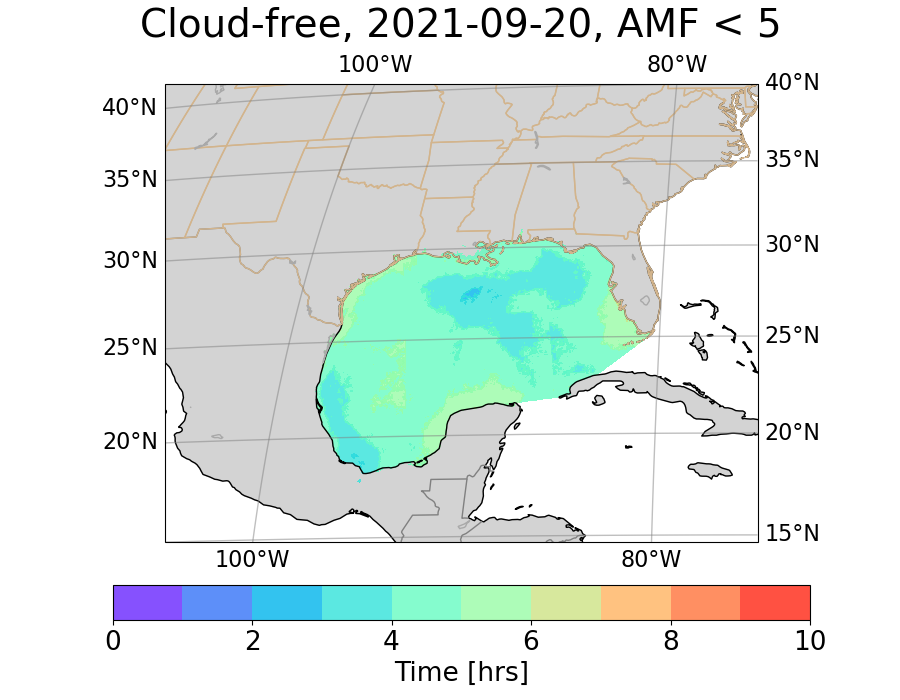 Cloud-free, 2021-09-20, AMF < 5
100°W 80°W
40°N 40°N
35°N 35°N
30°N 30°N
25°N 25°N
20°N 20°N
15°N
100°W 80°W
0 2 4 6 8 10
Time [hrs]